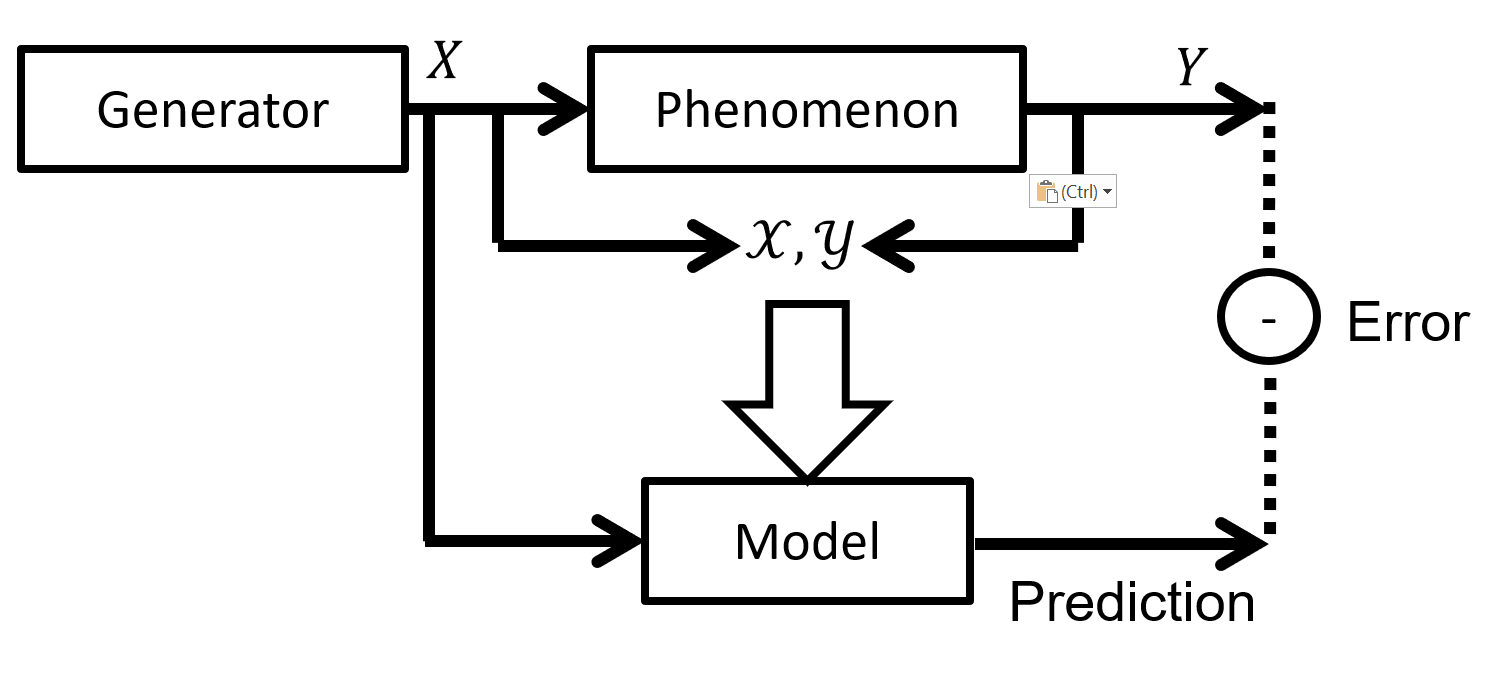 X
Y
Generator
Phenomenon
(Ctrl)
𝒳, 𝒴
-
Error
Model
Prediction